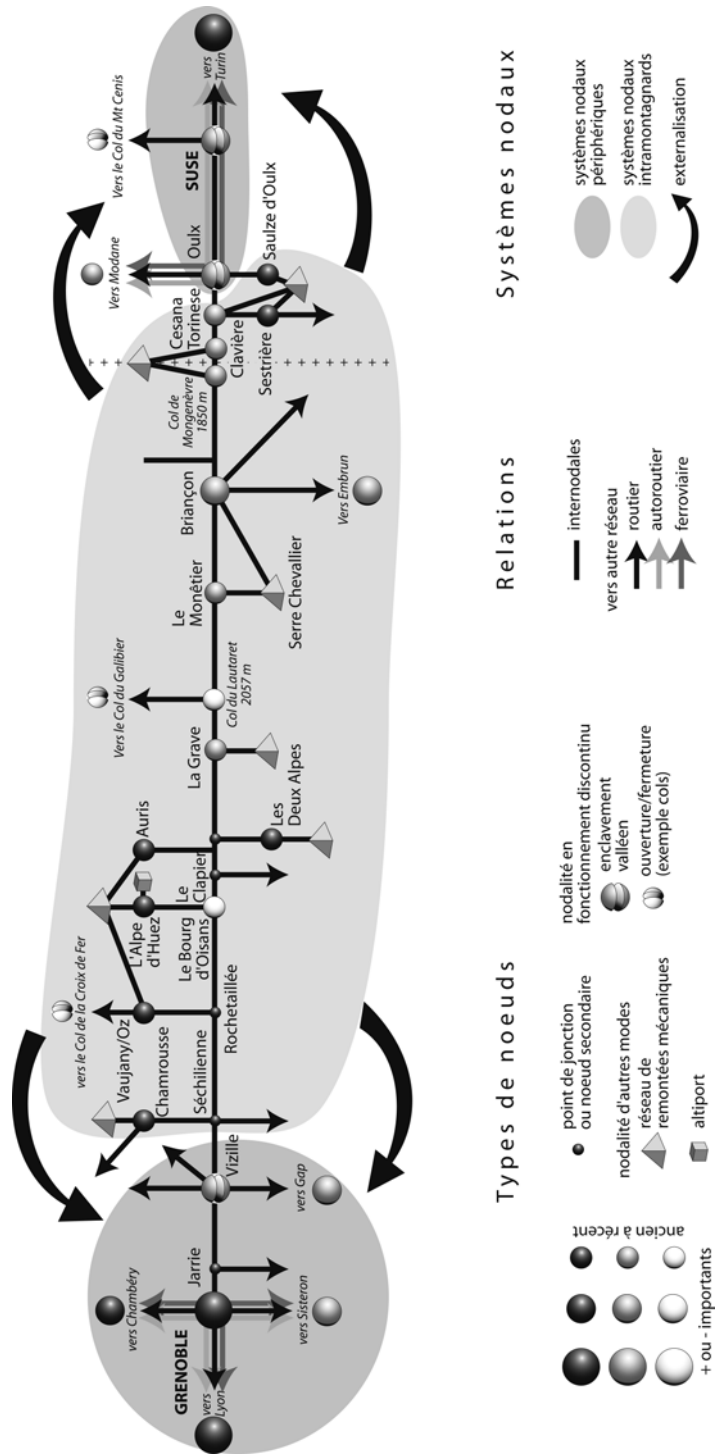 vers Chambéry
GRENOBLE
vers
Lyon
vers Sisteron
Jarrie
Vizille
vers Gap
Séchilienne
Chamrousse
Vaujany/Oz
vers le Col de la Croix de Fer
Rochetaillée
L'Alpe
d'Huez
Le Bourg
d'Oisans
Le
Clapier
Auris
Les
Deux Alpes
La Grave
Vers le Col du Galibier
Col du Lautaret
2057 m
Le
Monêtier
Serre Chevallier
Briançon
Vers Embrun
Col de
Mongenèvre
1850 m
Clavière
Cesana
Torinese
Sestrière
Saulze d'Oulx
Oulx
Vers Modane
SUSE
Vers le Col du Mt Cenis
vers
Turin
Types de noeuds
ancien à récent
+ ou - importants
point de jonction
ou noeud secondaire
nodalité d'autres modes
réseau de
remontées mécaniques
altiport
nodalité en
fonctionnement discontinu
enclavement
valléen
ouverture/fermeture
(exemple cols)
Relations
internodales
vers autre réseau
routier
autoroutier
ferroviaire
Systèmes nodaux
systèmes nodaux
périphériques
systèmes nodaux
intramontagnards
externalisation